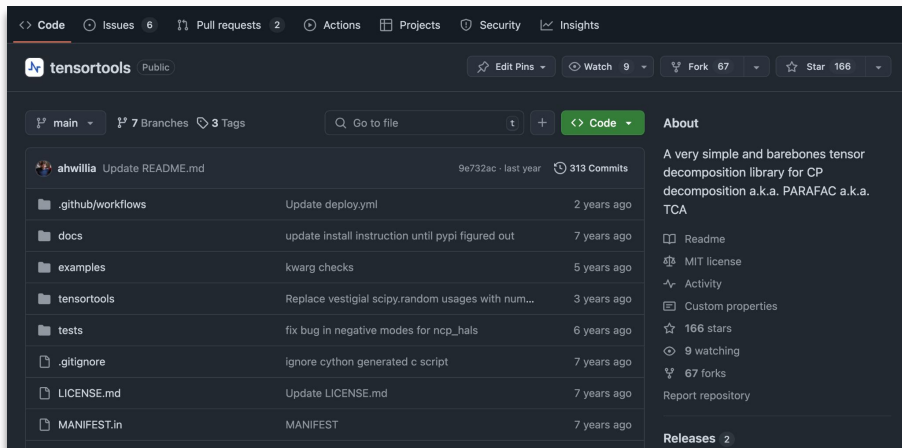 <> Code Issues 6 Pull requests 2 Actions Projects Security Insights
tensortools Public Edit Pins Watch 9 Fork 67 Star 166
main 7 Branches 3 Tags Go to file t + <> Code
ahwillia Update README.md 9e732ac · last year 313 Commits
.github/workflows Update deploy.yml 2 years ago
docs update install instruction until pypi figured out 7 years ago
examples kwarg checks 5 years ago
tensortools Replace vestigial scipy.random usages with num... 3 years ago
tests fix bug in negative modes for ncp_hals 6 years ago
.gitignore ignore cython generated c script 7 years ago
LICENSE.md Update LICENSE.md 7 years ago
MANIFEST.in MANIFEST 7 years ago
About
A very simple and barebones tensor
decomposition library for CP
decomposition a.k.a. PARAFAC a.k.a.
TCA
Readme
MIT license
Activity
Custom properties
166 stars
9 watching
67 forks
Report repository
Releases 2